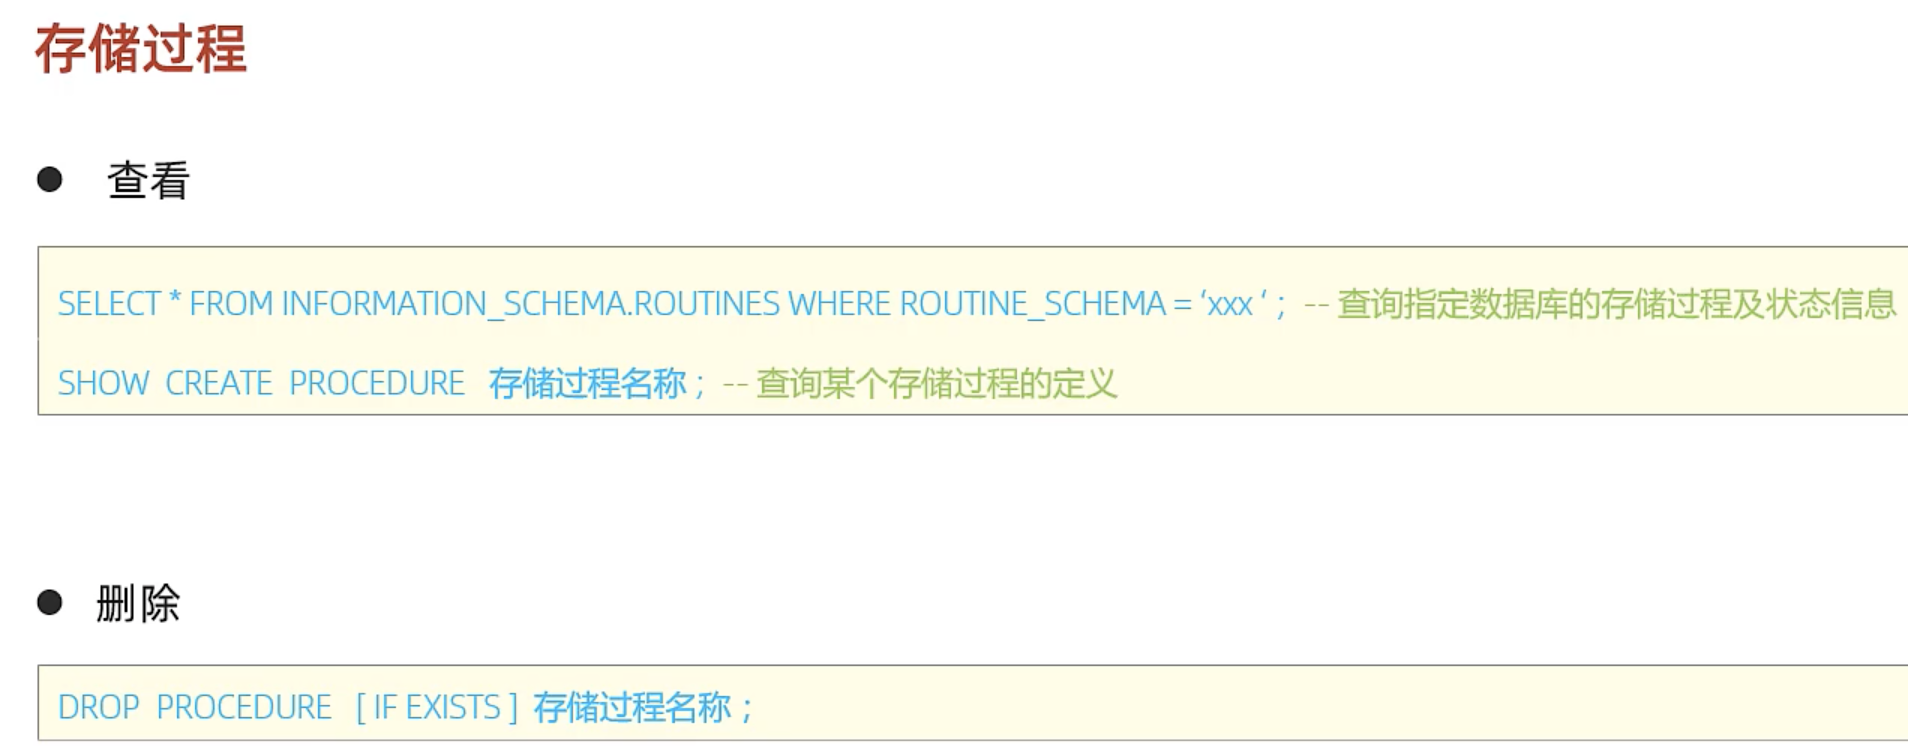 存储过程
查看
SELECT * FROM INFORMATION_SCHEMA.ROUTINES WHERE ROUTINE_SCHEMA = ‘xxx ‘ ; -- 查询指定数据库的存储过程及状态信息
SHOW CREATE PROCEDURE 存储过程名称 ; -- 查询某个存储过程的定义
删除
DROP PROCEDURE [ IF EXISTS ] 存储过程名称 ;